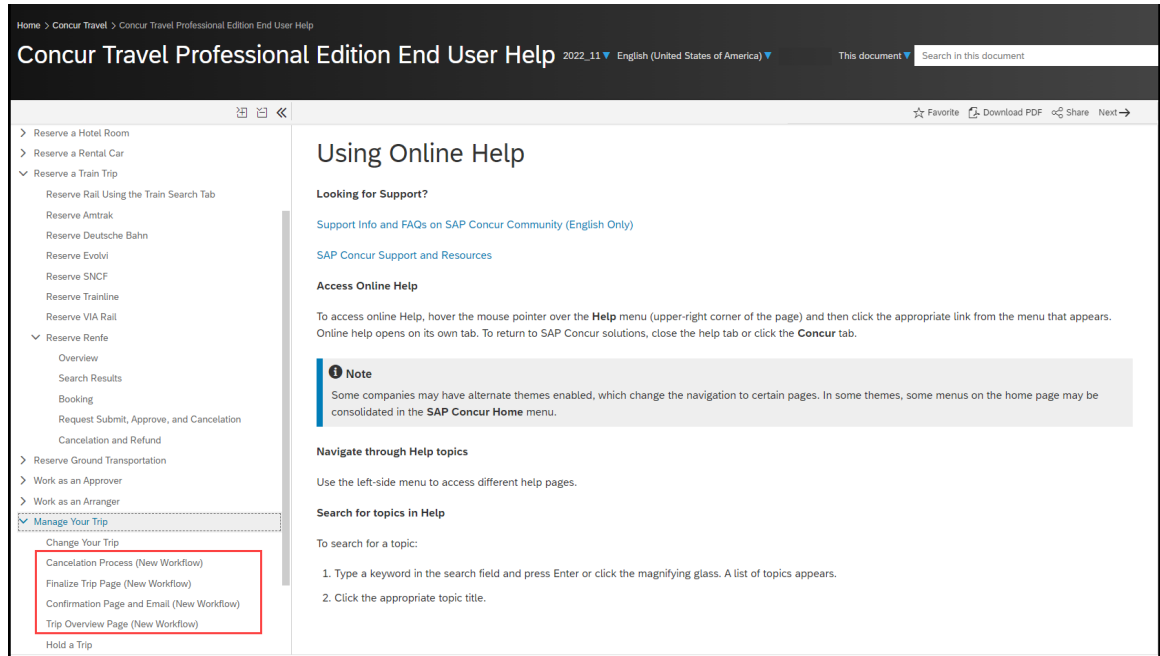 Home > Concur Travel > Concur Travel Professional Edition End User Help
Concur Travel Professional Edition End User Help 2022_11 English (United States of America) This document Search in this document
Favorite Download PDF Share Next
Reserve a Hotel Room
Reserve a Rental Car
Reserve a Train Trip
Reserve Rail Using the Train Search Tab
Reserve Amtrak
Reserve Deutsche Bahn
Reserve Evolvi
Reserve SNCF
Reserve Trainline
Reserve VIA Rail
Reserve Renfe
Overview
Search Results
Booking
Request Submit, Approve, and Cancelation
Cancelation and Refund
Reserve Ground Transportation
Work as an Approver
Work as an Arranger
Manage Your Trip
Change Your Trip
Cancelation Process (New Workflow)
Finalize Trip Page (New Workflow)
Confirmation Page and Email (New Workflow)
Trip Overview Page (New Workflow)
Hold a Trip
Using Online Help
Looking for Support?
Support Info and FAQs on SAP Concur Community (English Only)
SAP Concur Support and Resources
Access Online Help
To access online Help, hover the mouse pointer over the Help menu (upper-right corner of the page) and then click the appropriate link from the menu that appears.
Online help opens on its own tab. To return to SAP Concur solutions, close the help tab or click the Concur tab.
Note
Some companies may have alternate themes enabled, which change the navigation to certain pages. In some themes, some menus on the home page may be
consolidated in the SAP Concur Home menu.
Navigate through Help topics
Use the left-side menu to access different help pages.
Search for topics in Help
To search for a topic:
1. Type a keyword in the search field and press Enter or click the magnifying glass. A list of topics appears.
2. Click the appropriate topic title.